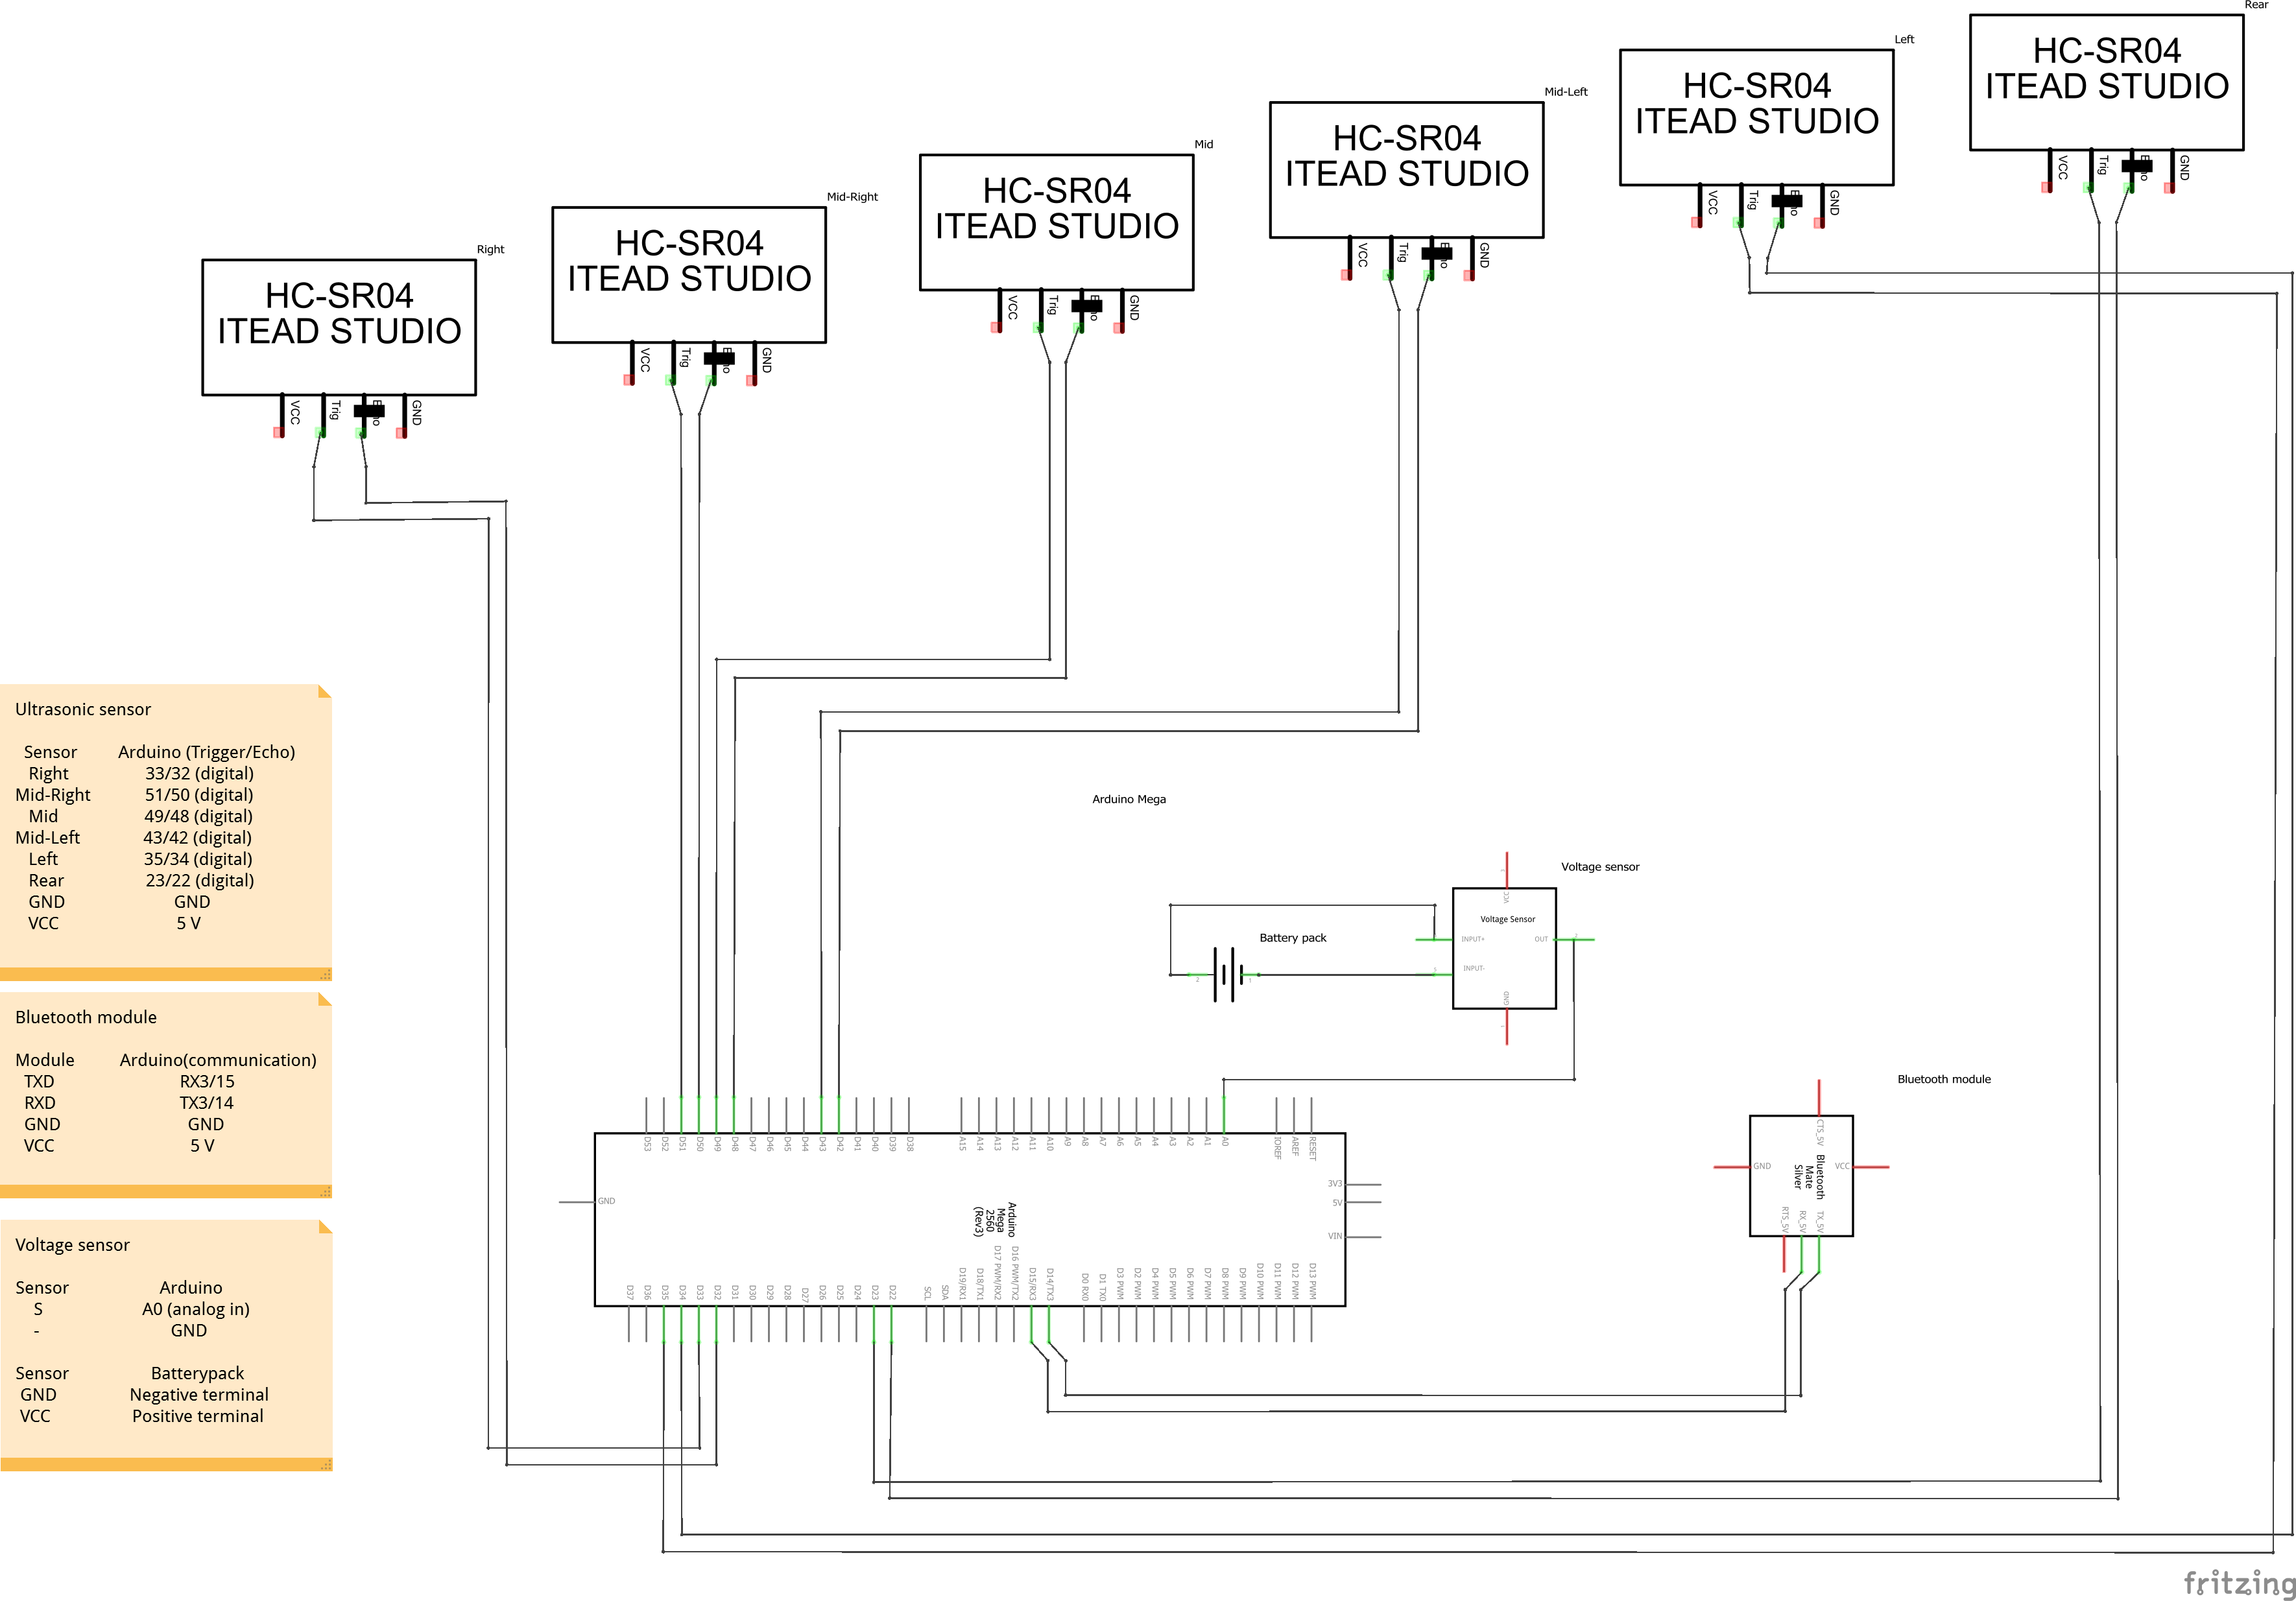 Rear
HC-SR04
ITEAD STUDIO
VCC
Trig
GND
Left
HC-SR04
ITEAD STUDIO
VCC
Trig
GND
Mid-Left
HC-SR04
ITEAD STUDIO
VCC
Trig
GND
Mid
HC-SR04
ITEAD STUDIO
VCC
Trig
GND
Mid-Right
HC-SR04
ITEAD STUDIO
VCC
Trig
GND
Right
HC-SR04
ITEAD STUDIO
VCC
Trig
GND
Ultrasonic sensor
Sensor Arduino (Trigger/Echo)
Right 33/32 (digital)
Mid-Right 51/50 (digital)
Mid 49/48 (digital)
Mid-Left 43/42 (digital)
Left 35/34 (digital)
Rear 23/22 (digital)
GND GND
VCC 5 V
Bluetooth module
Module Arduino(communication)
TXD RX3/15
RXD TX3/14
GND GND
VCC 5 V
Voltage sensor
Sensor Arduino
S A0 (analog in)
- GND
Sensor Batterypack
GND Negative terminal
VCC Positive terminal
Arduino Mega
Voltage sensor
VCC
Voltage Sensor
INPUT+ OUT
INPUT-
GND
Battery pack
2 1
Bluetooth module
CTS_5V
GND VCC
Bluetooth
Mate
Silver
RTS_5V
RX_5V
TX_5V
D53
D52
D51
D50
D49
D48
D47
D46
D45
D44
D43
D42
D41
D40
D39
D38
A15
A14
A13
A12
A11
A10
A9
A8
A7
A6
A5
A4
A3
A2
A1
A0
IOREF
AREF
RESET
GND
3V3
5V
VIN
Arduino
Mega
2560
(Rev3)
D37
D36
D35
D34
D33
D32
D31
D30
D29
D28
D27
D26
D25
D24
D23
D22
SCL
SDA
D19/RX1
D18/TX1
D17 PWM/RX2
D16 PWM/TX2
D15/RX3
D14/TX3
D0 RX0
D1 TX0
D3 PWM
D2 PWM
D4 PWM
D5 PWM
D6 PWM
D7 PWM
D8 PWM
D9 PWM
D10 PWM
D11 PWM
D12 PWM
D13 PWM
fritzing